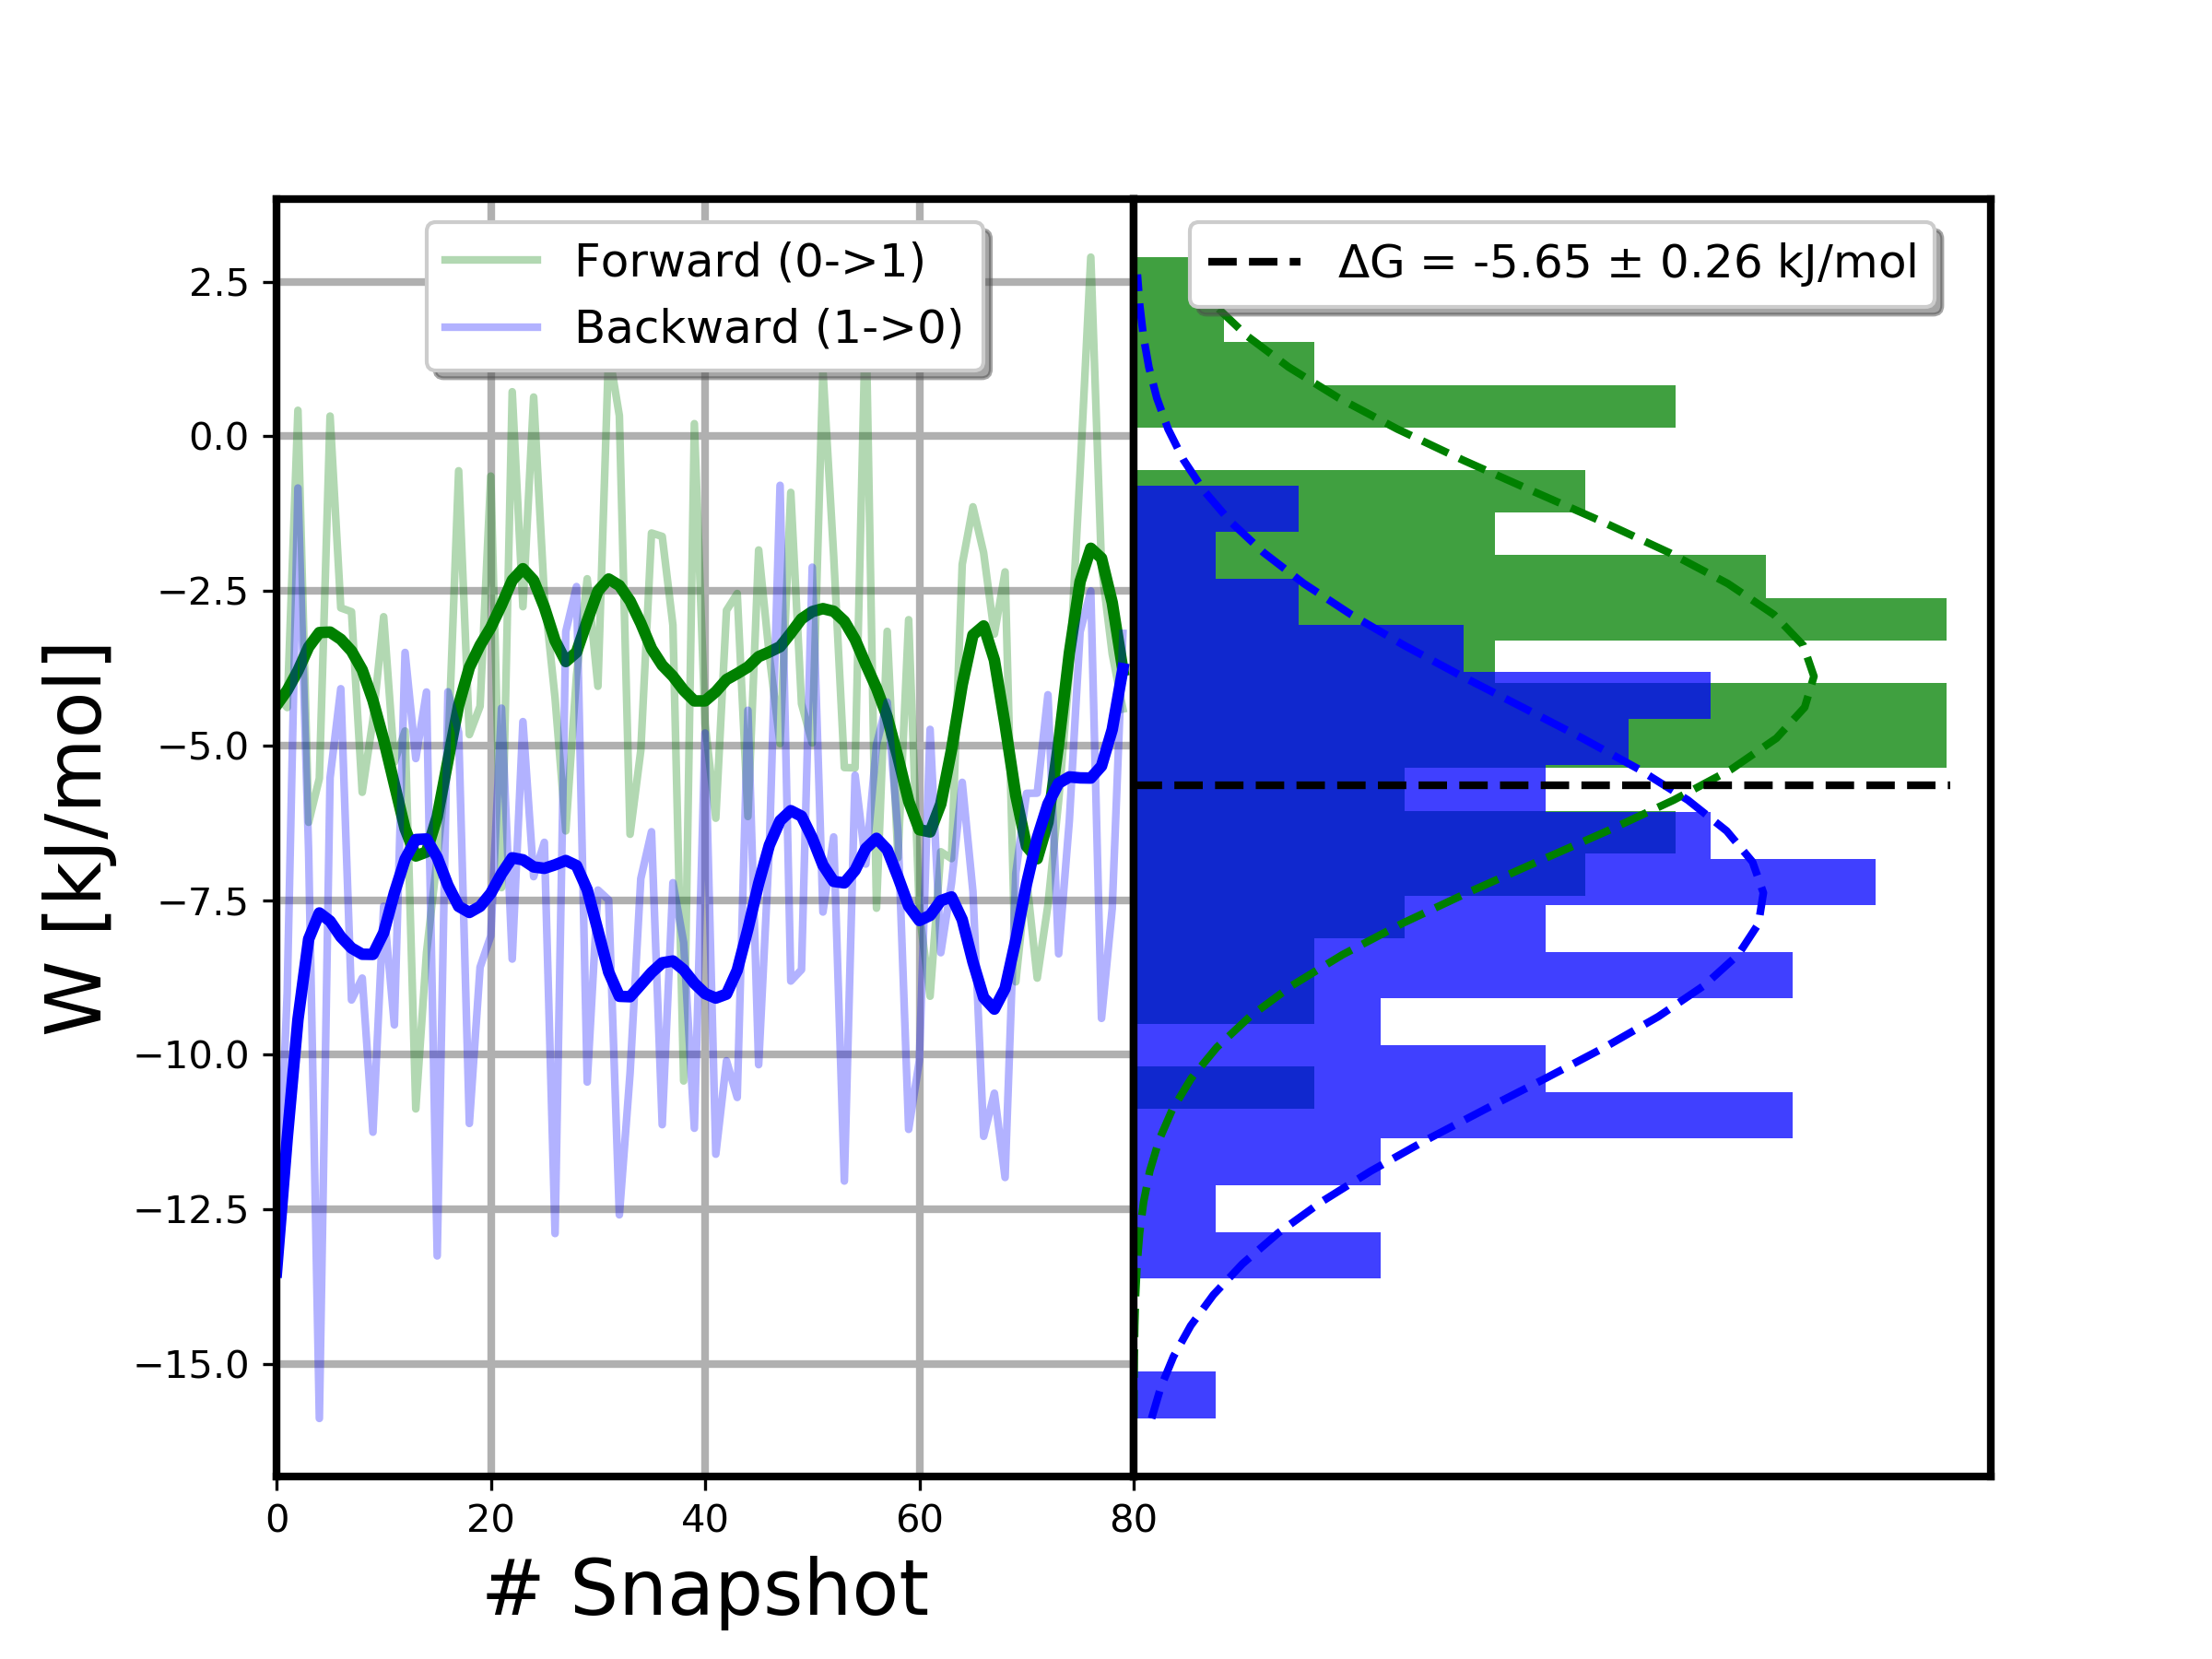 Forward (0->1)
Backward (1->0)
ΔG = -5.65 ± 0.26 kJ/mol
W [kJ/mol]
2.5
0.0
−2.5
−5.0
−7.5
−10.0
−12.5
−15.0
0 20 40 60 80
# Snapshot